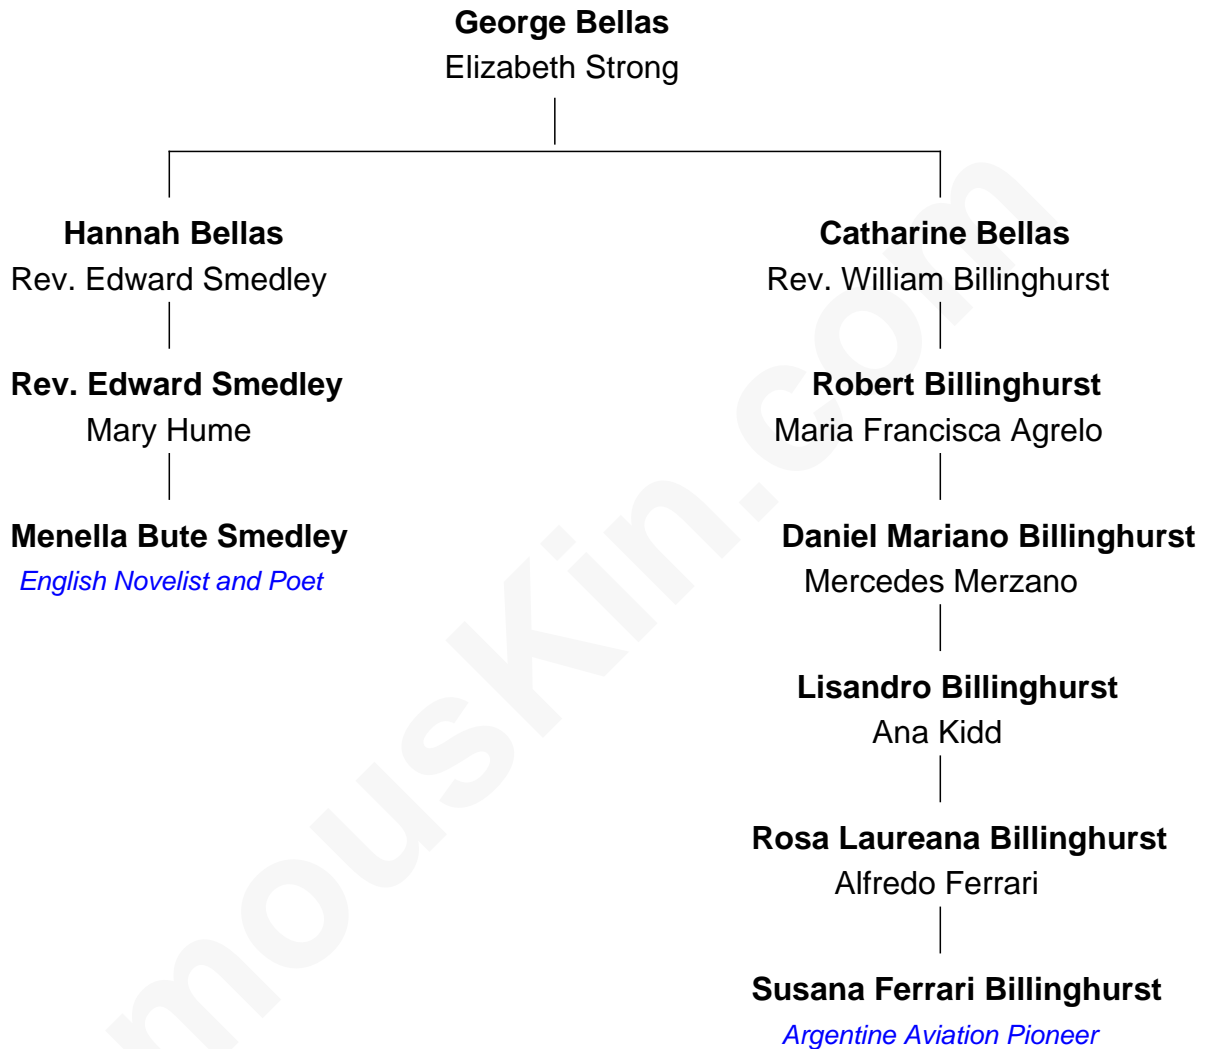 George Bellas
Elizabeth Strong
Hannah Bellas
Rev. Edward Smedley
Catharine Bellas
Rev. William Billinghurst
Rev. Edward Smedley
Mary Hume
Robert Billinghurst
Maria Francisca Agrelo
Menella Bute Smedley
English Novelist and Poet
Daniel Mariano Billinghurst
Mercedes Merzano
Lisandro Billinghurst
Ana Kidd
Rosa Laureana Billinghurst
Alfredo Ferrari
Susana Ferrari Billinghurst
Argentine Aviation Pioneer
mouskin.com